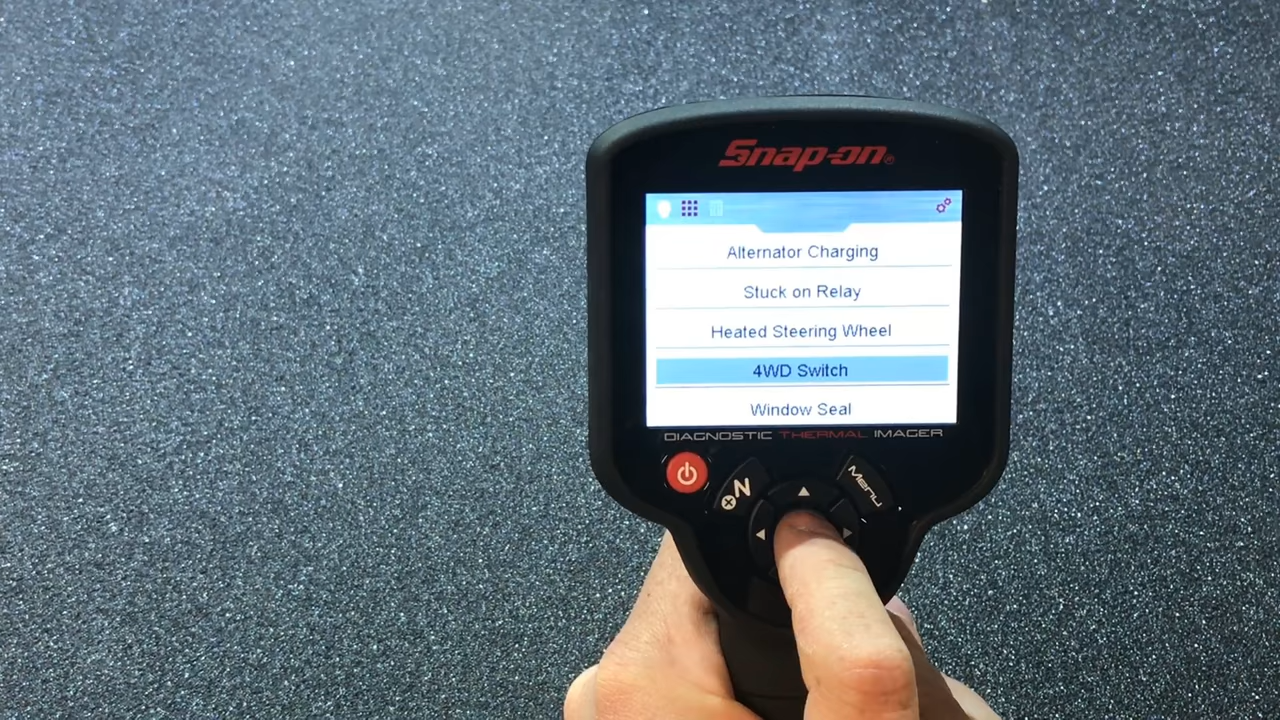 Snap-on®
Alternator Charging
Stuck on Relay
Heated Steering Wheel
4WD Switch
Window Seal
DIAGNOSTIC THERMAL IMAGER
N
Menu